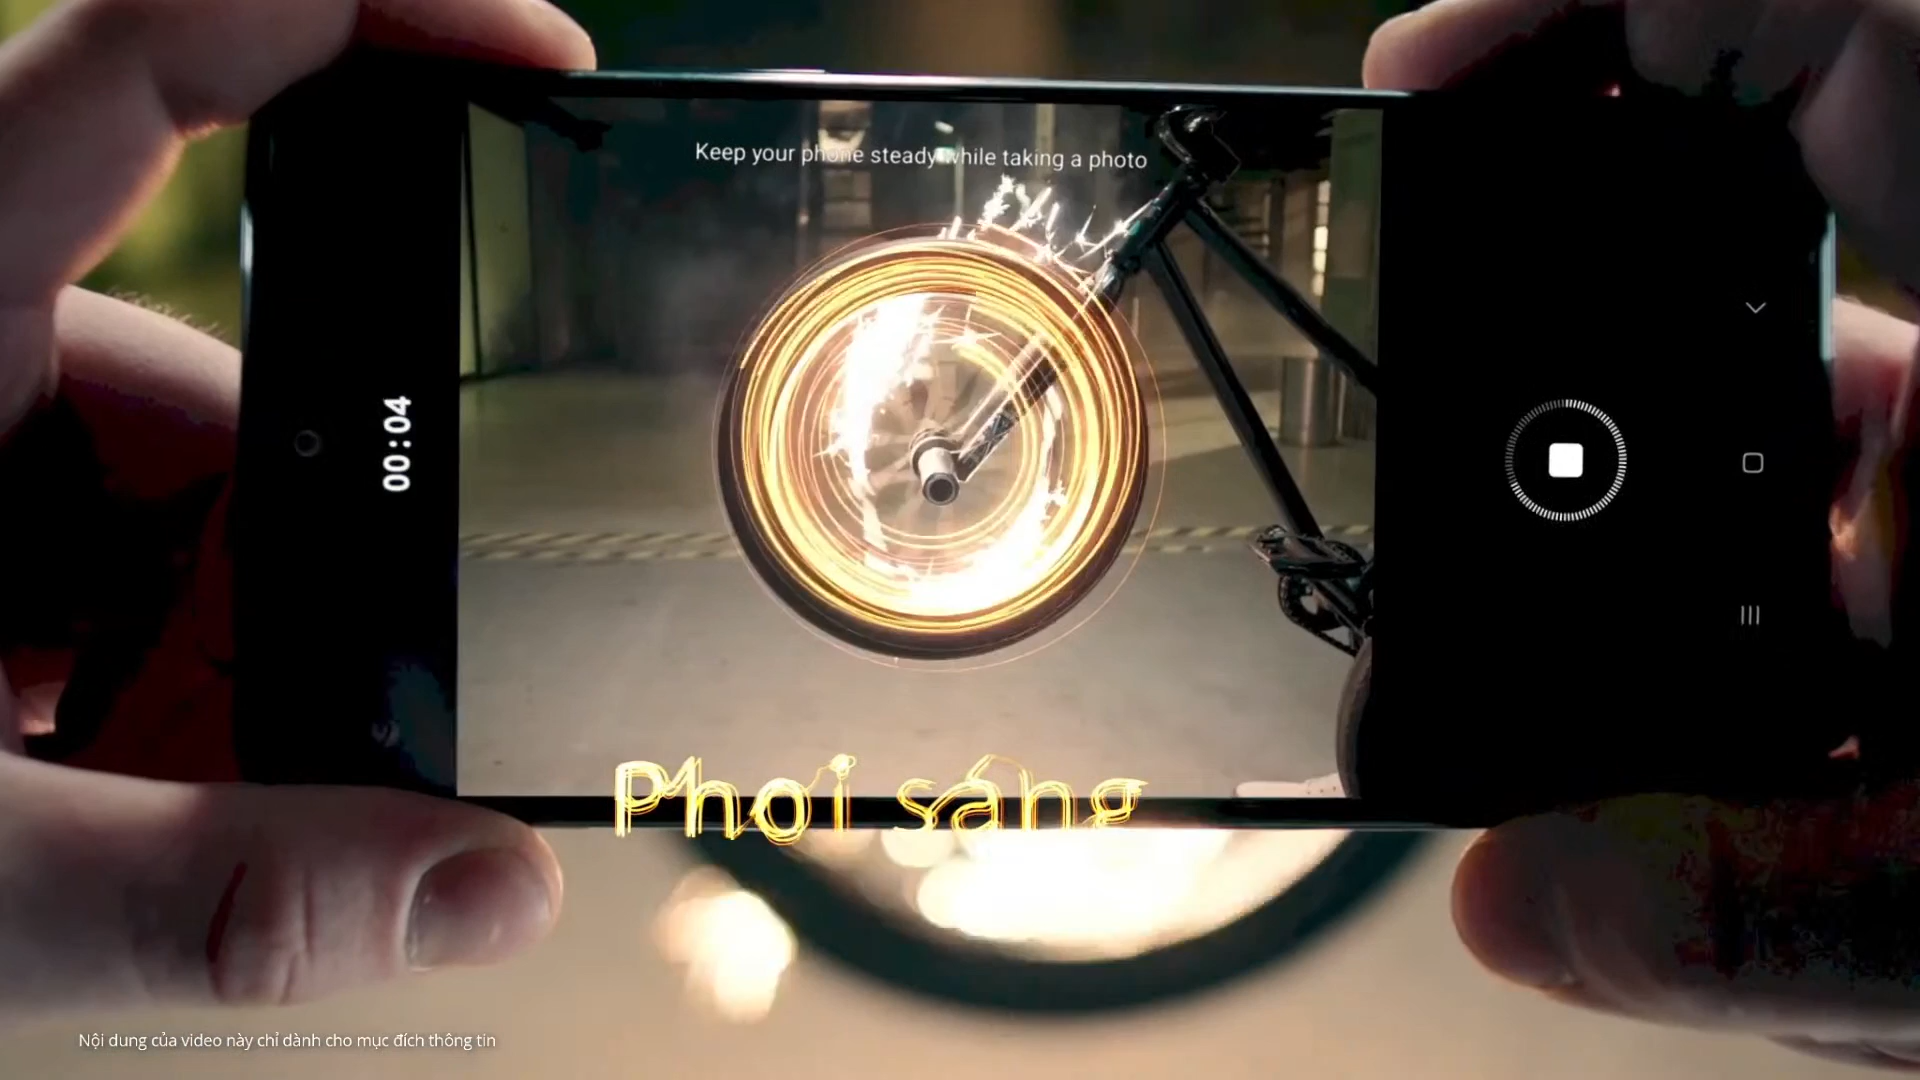 Keep your phone steady while taking a photo
00:04
Phơi sáng
Nội dung của video này chỉ dành cho mục đích thông tin